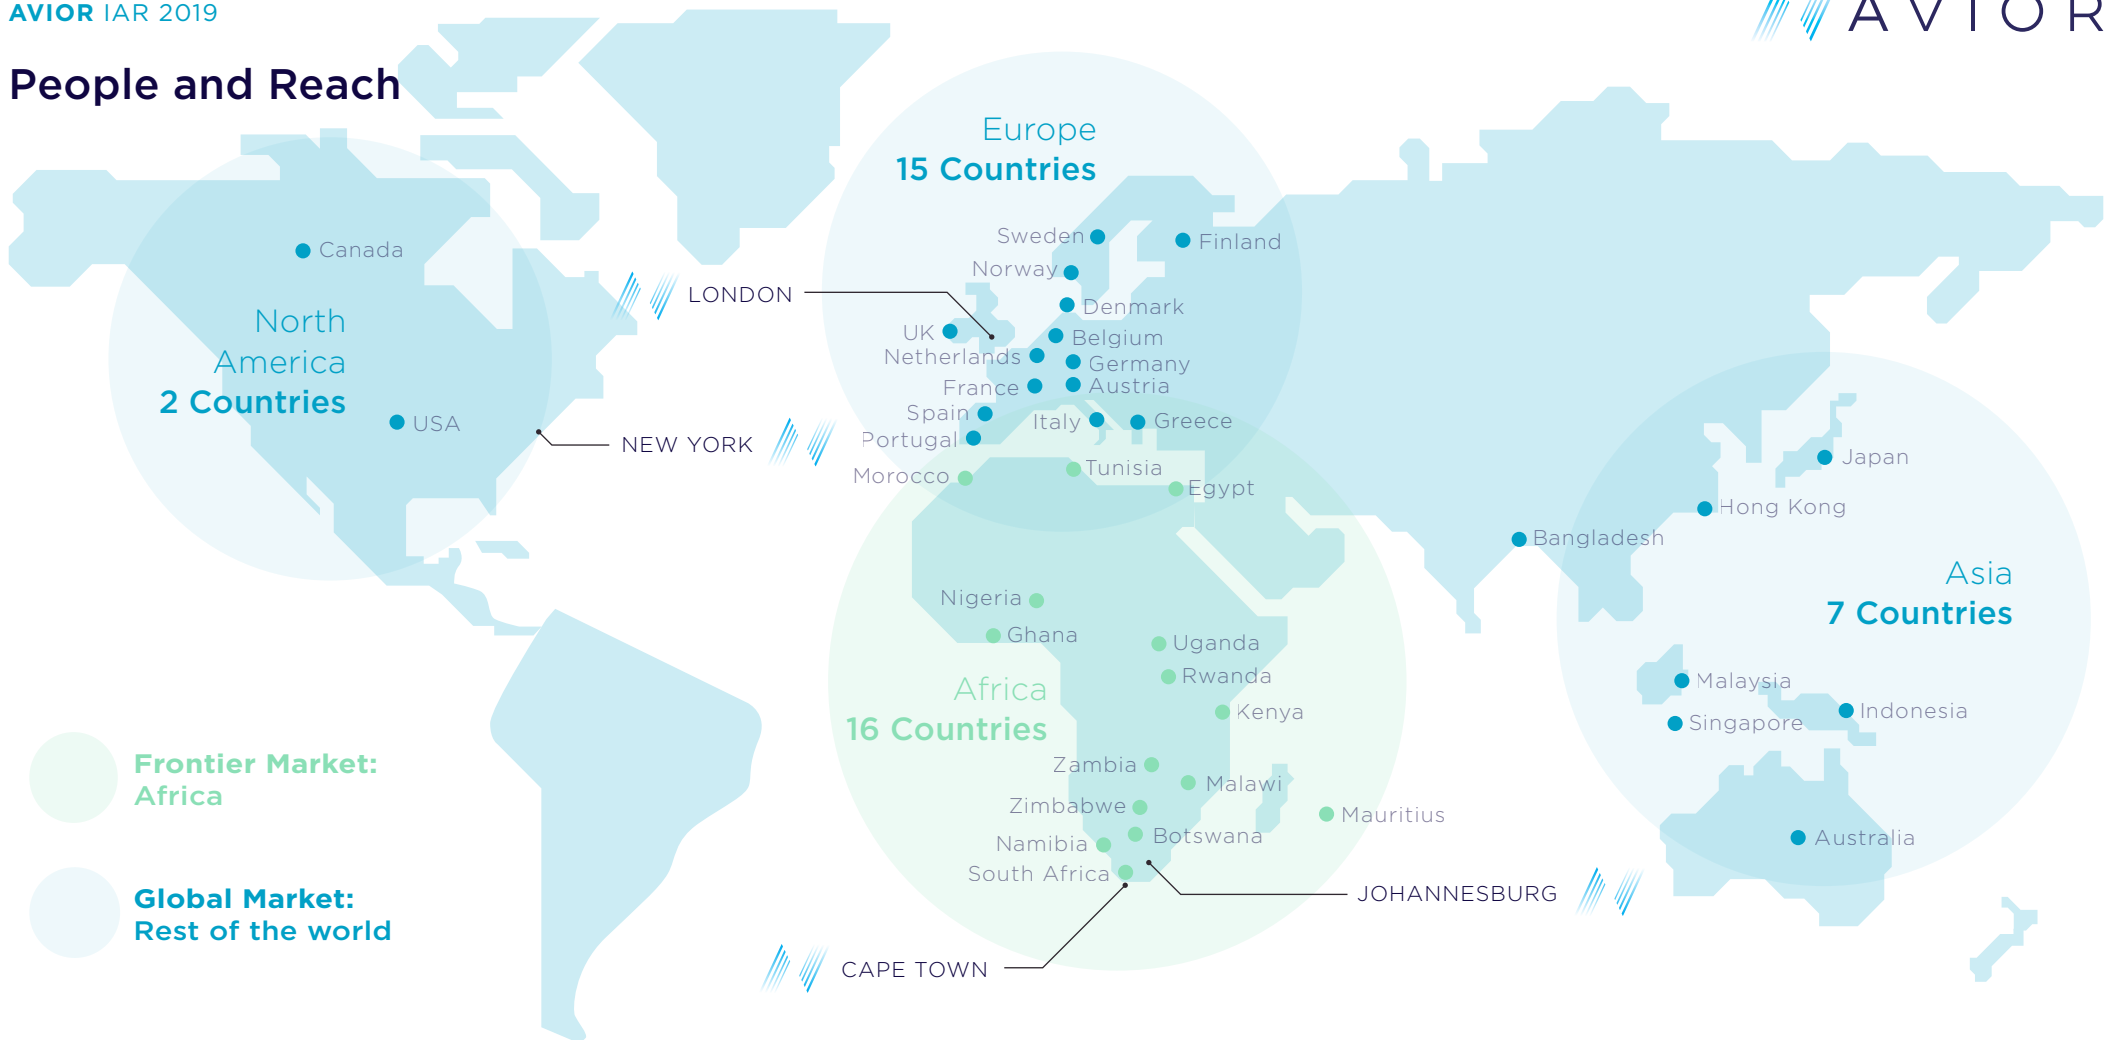 AVIOR IAR 2019
AVIOR
People and Reach
Europe
15 Countries
Sweden
Finland
Norway
Canada
LONDON
Denmark
North
America
2 Countries
UK
Belgium
Netherlands
Germany
France
Austria
Spain
Italy
Greece
USA
Portugal
NEW YORK
Morocco
Tunisia
Egypt
Japan
Hong Kong
Bangladesh
Asia
7 Countries
Nigeria
Ghana
Uganda
Rwanda
Africa
16 Countries
Kenya
Malaysia
Indonesia
Singapore
Zambia
Malawi
Zimbabwe
Mauritius
Botswana
Namibia
Australia
South Africa
Frontier Market:
Africa
JOHANNESBURG
Global Market:
Rest of the world
CAPE TOWN